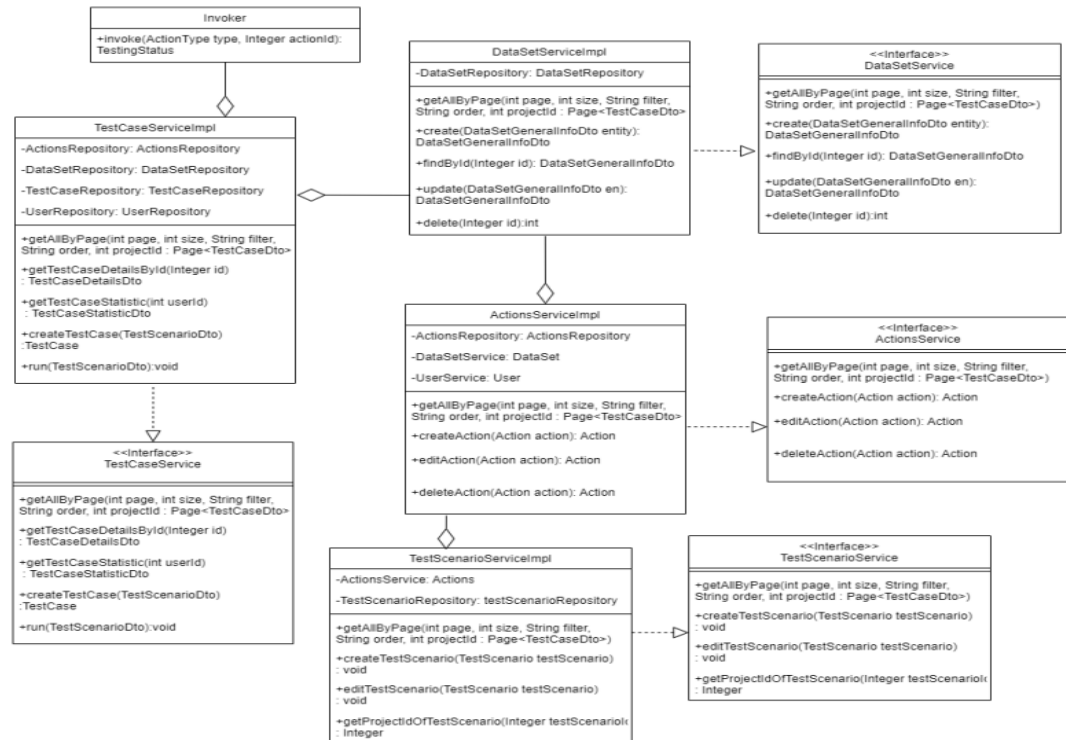 Invoker
+invoke(ActionType type, Integer actionId):
TestingStatus
TestCaseServiceImpl
-ActionsRepository: ActionsRepository
-DataSetRepository: DataSetRepository
-TestCaseRepository: TestCaseRepository
-UserRepository: UserRepository
+getAllByPage(int page, int size, String filter,
String order, int projectId : Page<TestCaseDto>
+getTestCaseDetailsById(Integer id)
: TestCaseDetailsDto
+getTestCaseStatistic(int userId)
: TestCaseStatisticDto
+createTestCase(TestScenarioDto)
:TestCase
+run(TestScenarioDto):void
<<Interface>>
TestCaseService
+getAllByPage(int page, int size, String filter,
String order, int projectId : Page<TestCaseDto>
+getTestCaseDetailsById(Integer id)
: TestCaseDetailsDto
+getTestCaseStatistic(int userId)
: TestCaseStatisticDto
+createTestCase(TestScenarioDto)
:TestCase
+run(TestScenarioDto):void
DataSetServiceImpl
-DataSetRepository: DataSetRepository
+getAllByPage(int page, int size, String filter,
String order, int projectId : Page<TestCaseDto>
+create(DataSetGeneralInfoDto entity):
DataSetGeneralInfoDto
+findById(Integer id): DataSetGeneralInfoDto
+update(DataSetGeneralInfoDto en):
DataSetGeneralInfoDto
+delete(Integer id):int
<<Interface>>
DataSetService
+getAllByPage(int page, int size, String filter,
String order, int projectId : Page<TestCaseDto>)
+create(DataSetGeneralInfoDto entity):
DataSetGeneralInfoDto
+findById(Integer id): DataSetGeneralInfoDto
+update(DataSetGeneralInfoDto en):
DataSetGeneralInfoDto
+delete(Integer id):int
ActionsServiceImpl
-ActionsRepository: ActionsRepository
-DataSetService: DataSet
-UserService: User
+getAllByPage(int page, int size, String filter,
String order, int projectId : Page<TestCaseDto>
+createAction(Action action): Action
+editAction(Action action): Action
+deleteAction(Action action): Action
<<Interface>>
ActionsService
+getAllByPage(int page, int size, String filter,
String order, int projectId : Page<TestCaseDto>)
+createAction(Action action): Action
+editAction(Action action): Action
+deleteAction(Action action): Action
TestScenarioServiceImpl
-ActionsService: Actions
-TestScenarioRepository: testScenarioRepository
+getAllByPage(int page, int size, String filter,
String order, int projectId : Page<TestCaseDto>)
+createTestScenario(TestScenario testScenario)
: void
+editTestScenario(TestScenario testScenario)
: void
+getProjectIdOfTestScenario(Integer
: Integer
<<Interface>>
TestScenarioService
+getAllByPage(int page, int size, String filter,
String order, int projectId : Page<TestCaseDto>)
+createTestScenario(TestScenario testScenario)
: void
+editTestScenario(TestScenario testScenario)
: void
+getProjectIdOfTestScenario(Integer
: Integer